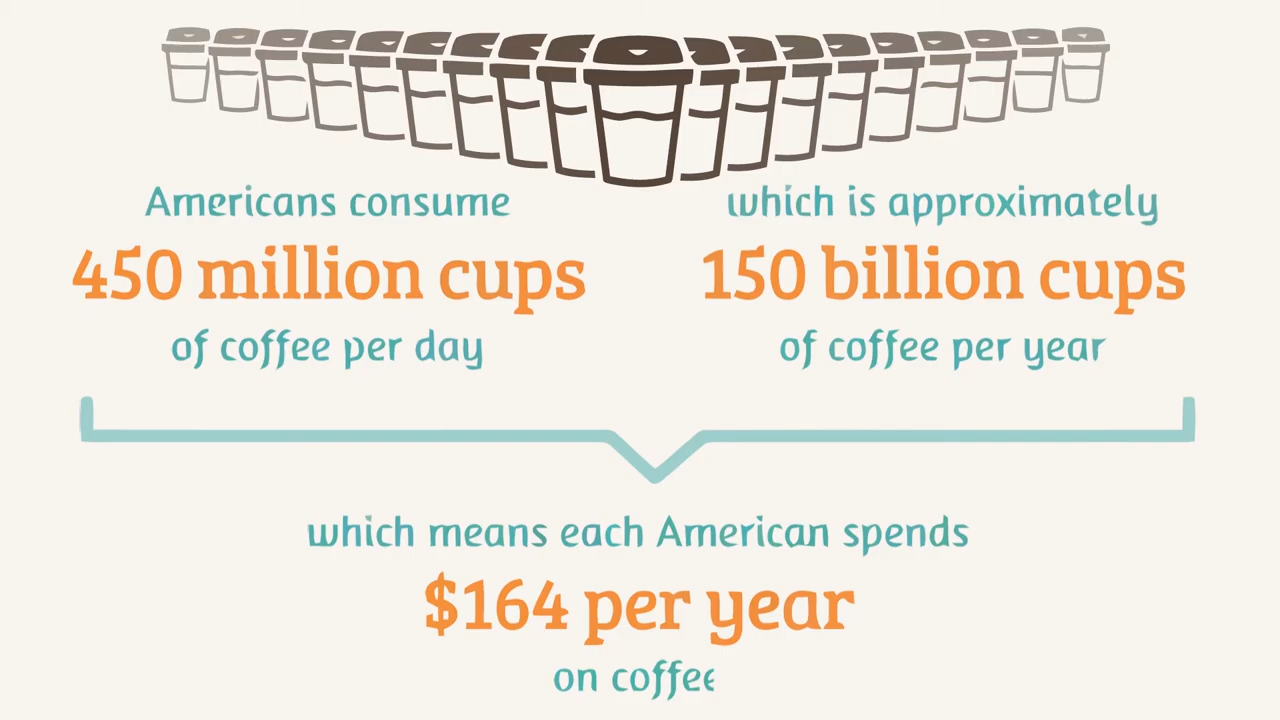 Americans consume
450 million cups
of coffee per day
which is approximately
150 billion cups
of coffee per year
which means each American spends
$164 per year
on coffee